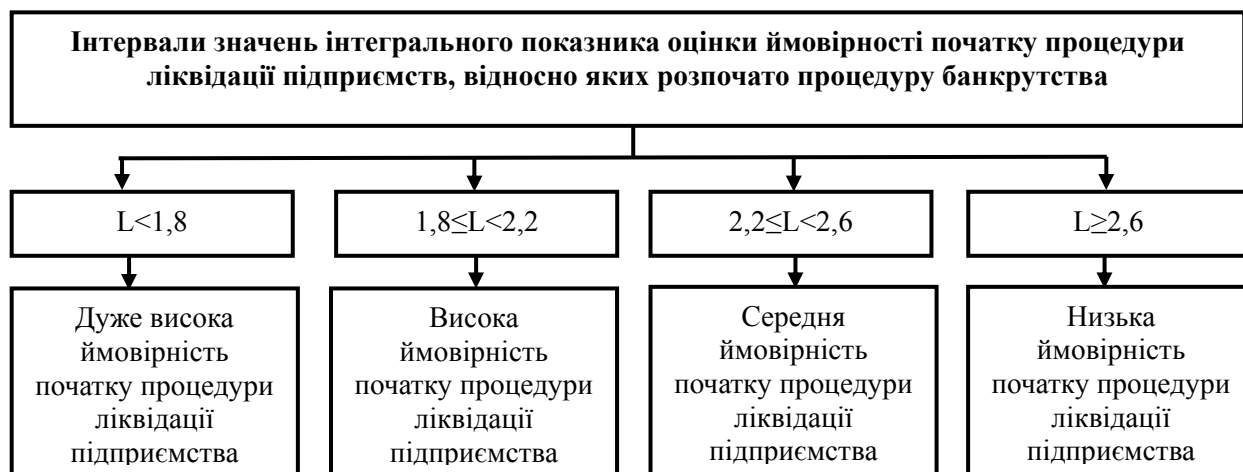 Інтервали значень інтегрального показника оцінки ймовірності початку процедури
ліквідації підприємств, відносно яких розпочато процедуру банкрутства
L<1,8
1,8≤L<2,2
2,2≤L<2,6
L≥2,6
Дуже висока
ймовірність
початку процедури
ліквідації
підприємства
Висока
ймовірність
початку процедури
ліквідації
підприємства
Середня
ймовірність
початку процедури
ліквідації
підприємства
Низька
ймовірність
початку процедури
ліквідації
підприємства